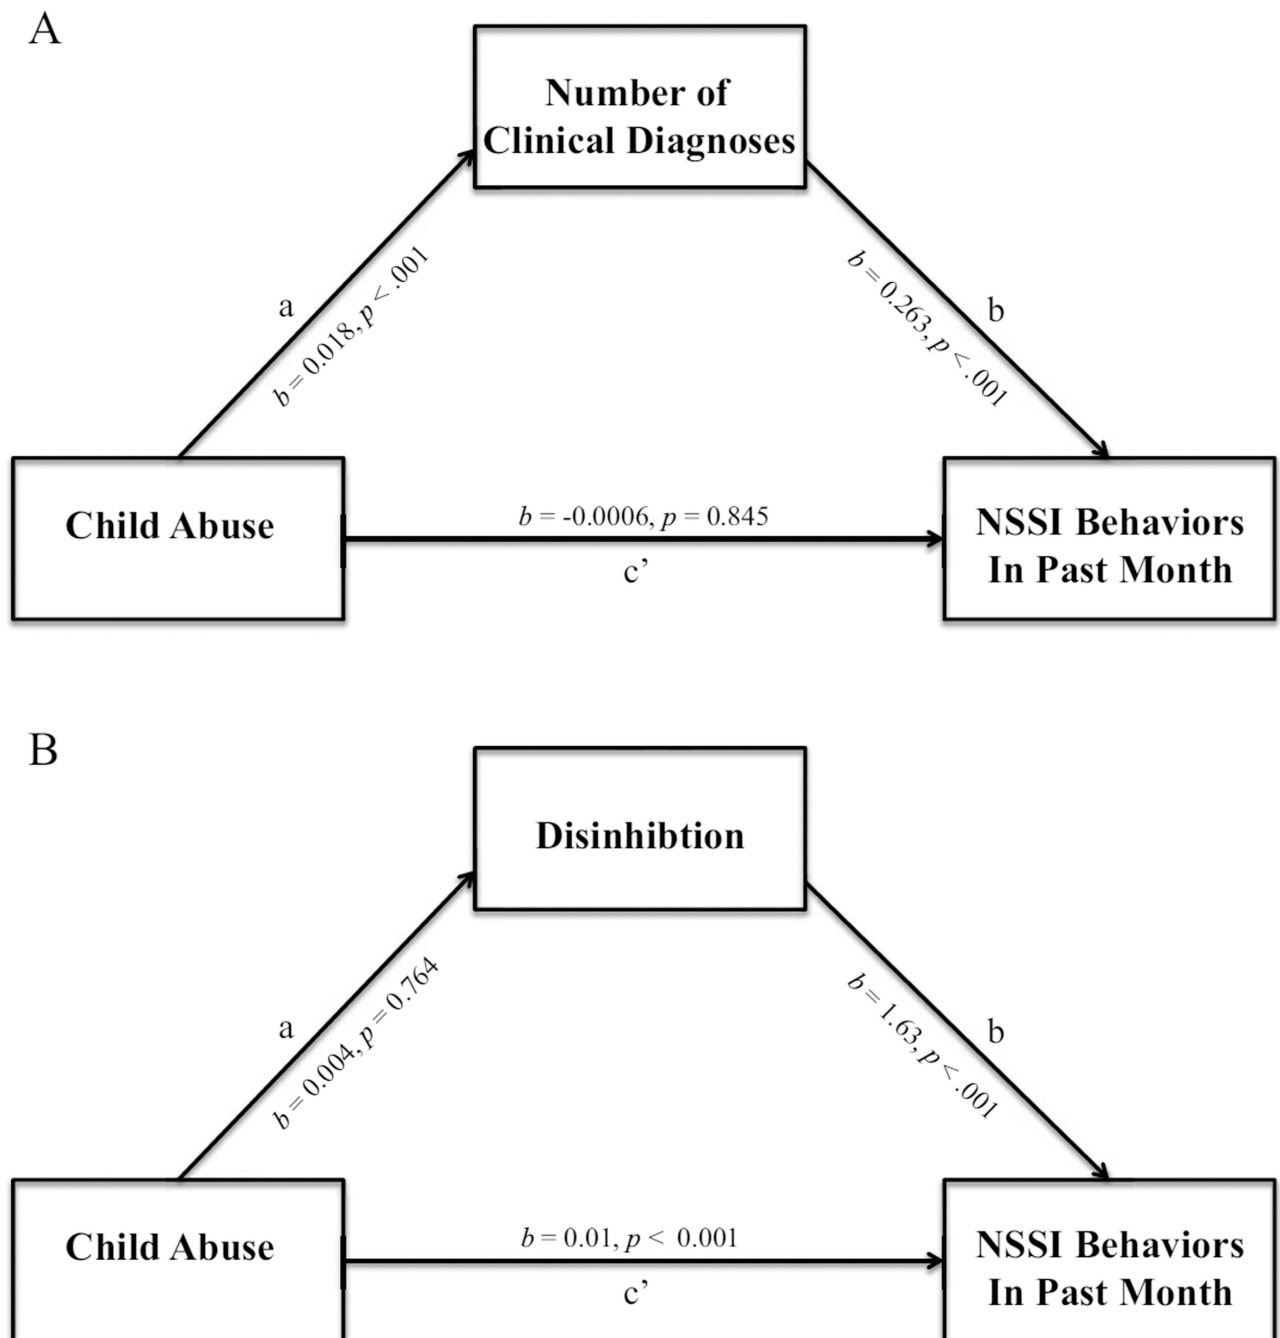 A
Number of
Clinical Diagnoses
a
b = 0.018, p < .001
b = 0.263, p < .001
b
Child Abuse
b = -0.0006, p = 0.845
c’
NSSI Behaviors
In Past Month
B
Disinhibtion
a
b = 0.004, p = 0.764
b = 1.63, p < .001
b
Child Abuse
b = 0.01, p < 0.001
c’
NSSI Behaviors
In Past Month